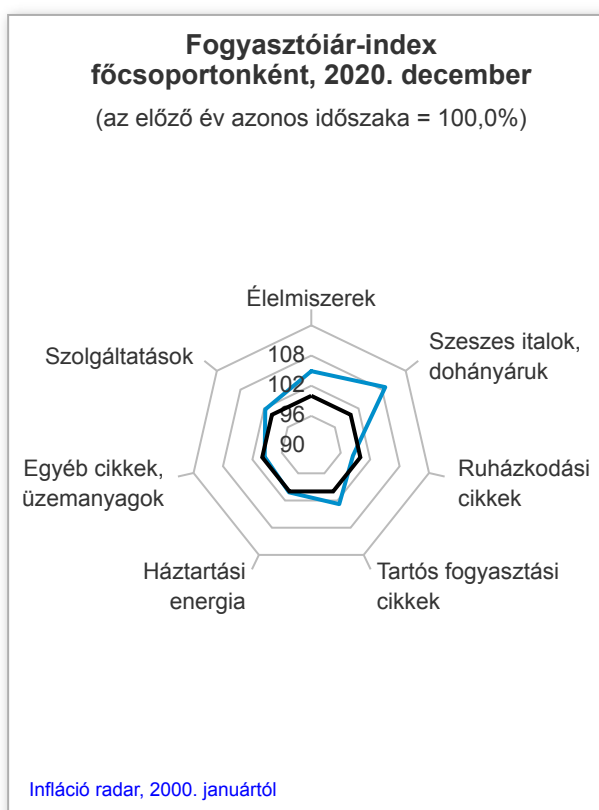 Fogyasztóiár-index
főcsoportonként, 2020. december
(az előző év azonos időszaka = 100,0%)
Élelmiszerek
Szeszes italok,
dohányáruk
Szolgáltatások
108
102
96
90
Egyéb cikkek,
üzemanyagok
Ruházkodási
cikkek
Háztartási
energia
Tartós fogyasztási
cikkek
Infláció radar, 2000. januártól